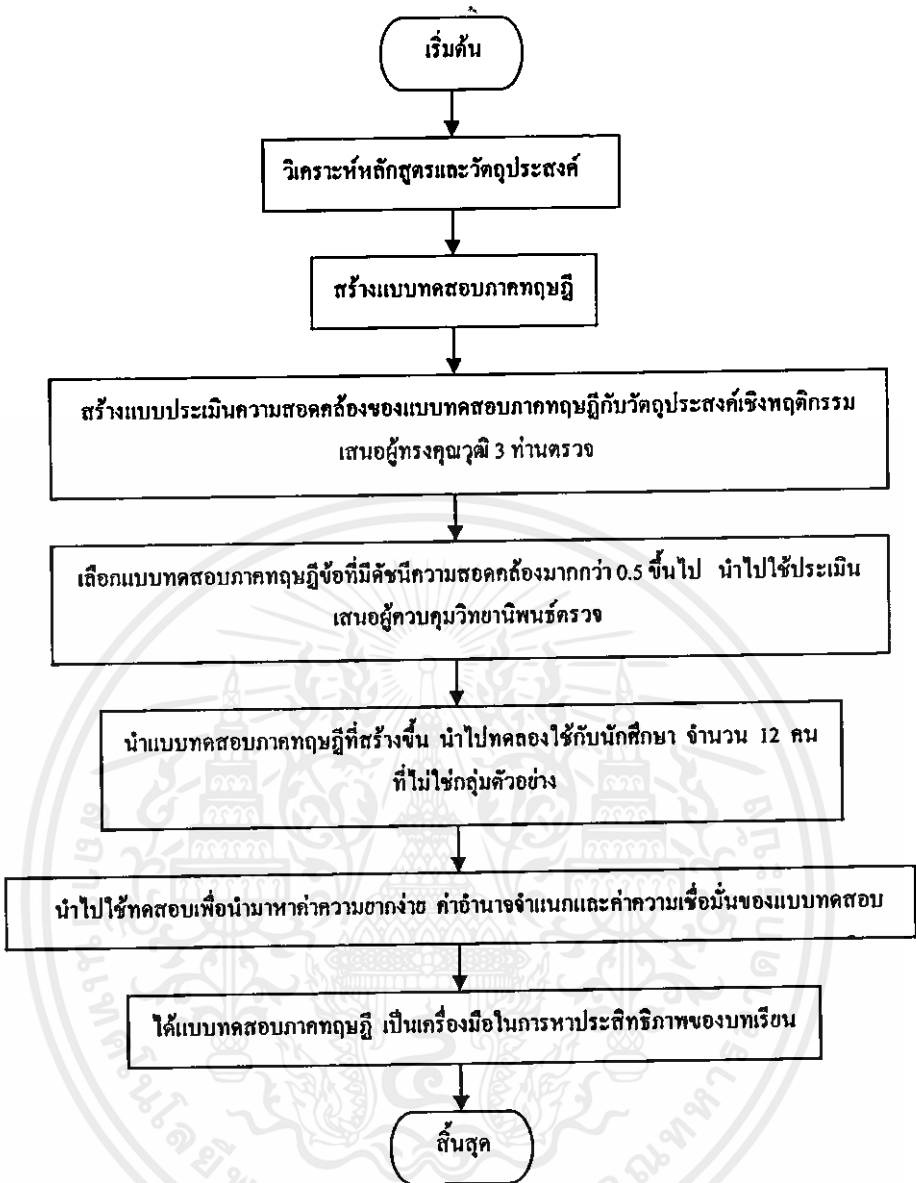 เริ่มต้น
วิเคราะห์หลักสูตรและวัตถุประสงค์
สร้างแบบทดสอบภาคทฤษฎี
สร้างแบบประเมินความสอดคล้องของแบบทดสอบภาคทฤษฎีกับวัตถุประสงค์เชิงพฤติกรรม
เสนอผู้ทรงคุณวุฒิ 3 ท่านตรวจ
เลือกแบบทดสอบภาคทฤษฎีข้อที่มีดัชนีความสอดคล้องมากกว่า 0.5 ขึ้นไป นำไปใช้ประเมิน
เสนอผู้ควบคุมวิทยานิพนธ์ตรวจ
นำแบบทดสอบภาคทฤษฎีที่สร้างขึ้น นำไปทดลองใช้กับนักศึกษา จำนวน 12 คน
ที่ไม่ใช่กลุ่มตัวอย่าง
นำไปใช้ทดสอบเพื่อนำมาหาค่าความยากง่าย ค่าอำนาจจำแนกและค่าความเชื่อมั่นของแบบทดสอบ
ได้แบบทดสอบภาคทฤษฎี เป็นเครื่องมือในการหาประสิทธิภาพของบทเรียน
สิ้นสุด